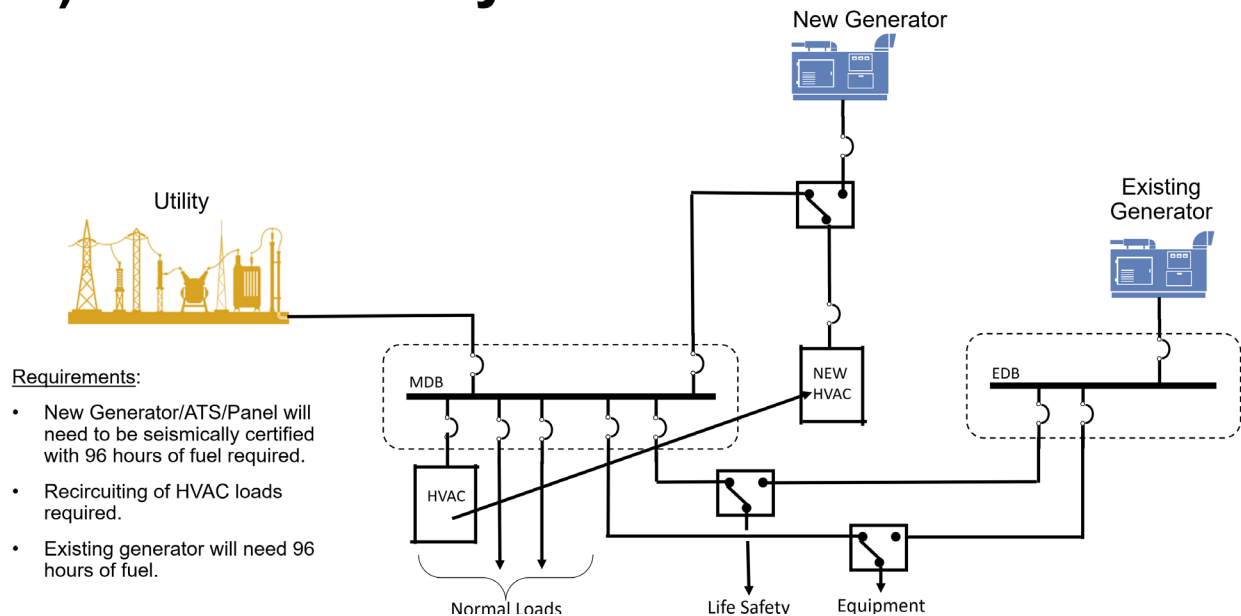 New Generator
Utility
Existing
Generator
MDB
NEW
HVAC
EDB
Requirements:
• New Generator/ATS/Panel will
need to be seismically certified
with 96 hours of fuel required.
• Recircuiting of HVAC loads
required.
• Existing generator will need 96
hours of fuel.
HVAC
Normal Loads
Life Safety
Equipment